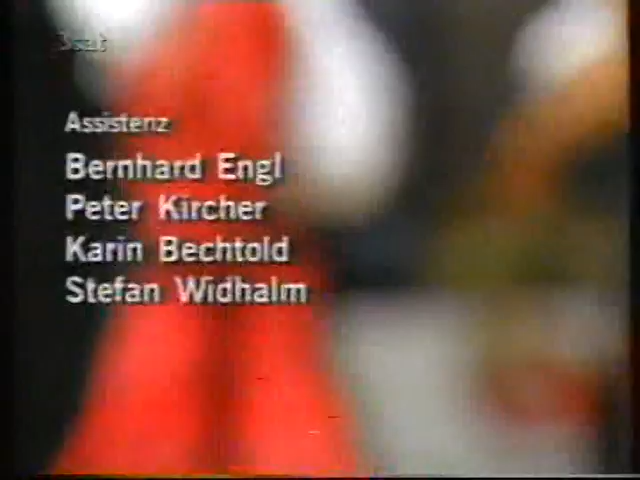 3sat
Assistenz
Bernhard Engl
Peter Kircher
Karin Bechtold
Stefan Widhalm